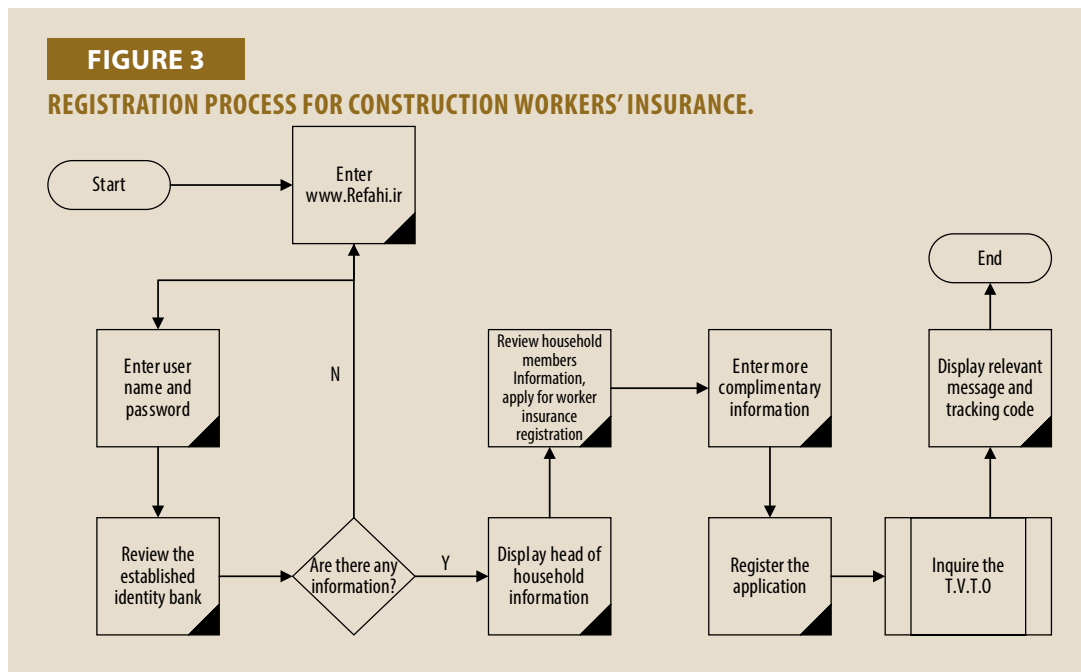 FIGURE 3
REGISTRATION PROCESS FOR CONSTRUCTION WORKERS' INSURANCE.
Start
Enter
www.Refahi.ir
End
Enter user
name and
password
N
Review household
members
Information,
apply for worker
insurance
registration
Enter more
complimentary
information
Display relevant
message and
tracking code
Review the
established
identity bank
Are there any
information?
Y
Display head of
household
information
Register the
application
Inquire the
T.V.T.O